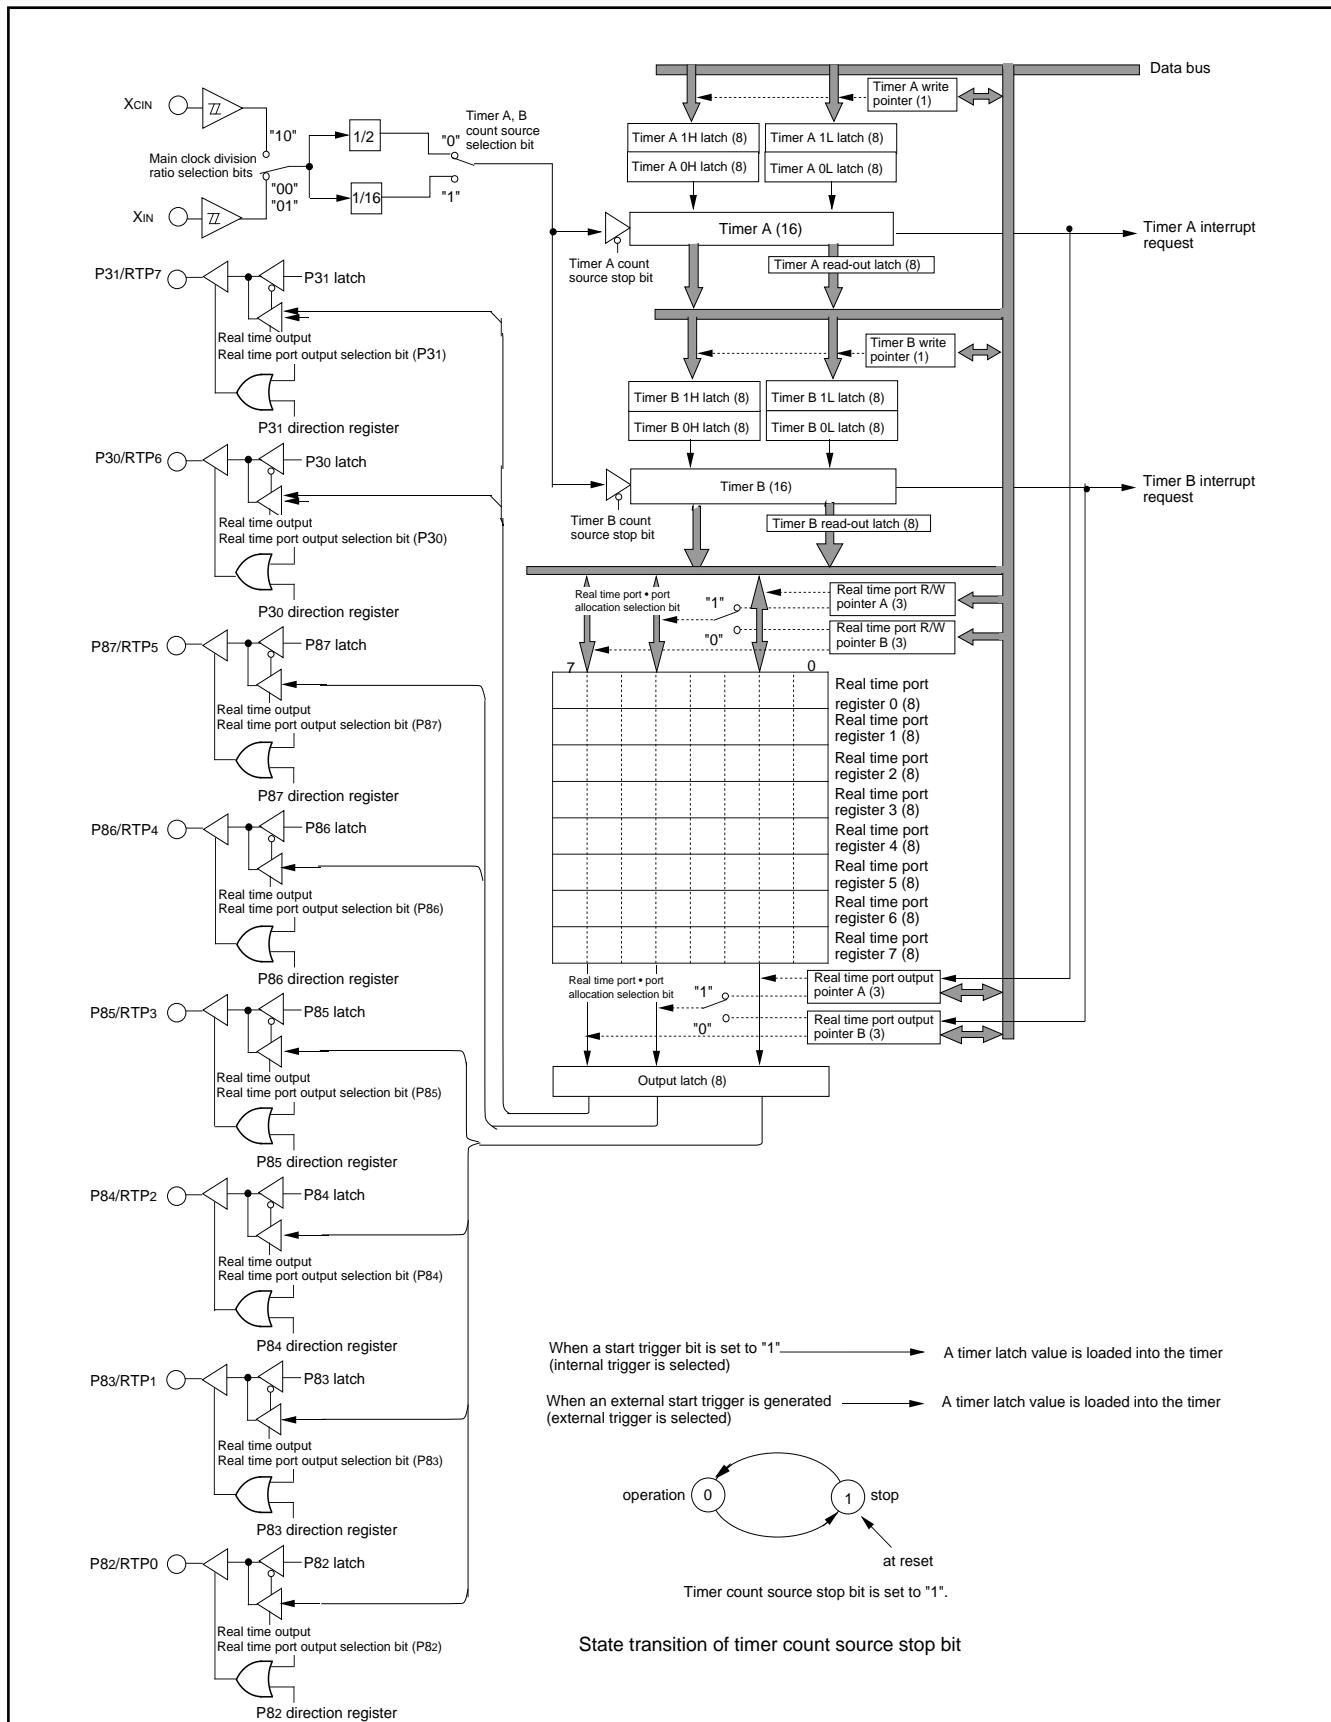 Data bus
XCIN
"10"
Main clock division
ratio selection bits
"00"
"01"
XIN
1/2
1/16
Timer A, B
count source
selection bit
"0"
"1"
Timer A write
pointer (1)
Timer A 1H latch (8)
Timer A 1L latch (8)
Timer A 0H latch (8)
Timer A 0L latch (8)
Timer A (16)
Timer A interrupt
request
Timer A count
source stop bit
Timer A read-out latch (8)
Timer B write
pointer (1)
Timer B 1H latch (8)
Timer B 1L latch (8)
Timer B 0H latch (8)
Timer B 0L latch (8)
Timer B (16)
Timer B interrupt
request
Timer B count
source stop bit
Timer B read-out latch (8)
Real time port • port
allocation selection bit
"1"
"0"
Real time port R/W
pointer A (3)
Real time port R/W
pointer B (3)
7
0
Real time port
register 0 (8)
Real time port
register 1 (8)
Real time port
register 2 (8)
Real time port
register 3 (8)
Real time port
register 4 (8)
Real time port
register 5 (8)
Real time port
register 6 (8)
Real time port
register 7 (8)
Real time port • port
allocation selection bit
"1"
"0"
Real time port output
pointer A (3)
Real time port output
pointer B (3)
Output latch (8)
P31/RTP7
P31 latch
Real time output
Real time port output selection bit (P31)
P31 direction register
P30/RTP6
P30 latch
Real time output
Real time port output selection bit (P30)
P30 direction register
P87/RTP5
P87 latch
Real time output
Real time port output selection bit (P87)
P87 direction register
P86/RTP4
P86 latch
Real time output
Real time port output selection bit (P86)
P86 direction register
P85/RTP3
P85 latch
Real time output
Real time port output selection bit (P85)
P85 direction register
P84/RTP2
P84 latch
Real time output
Real time port output selection bit (P84)
P84 direction register
P83/RTP1
P83 latch
Real time output
Real time port output selection bit (P83)
P83 direction register
P82/RTP0
P82 latch
Real time output
Real time port output selection bit (P82)
P82 direction register
When a start trigger bit is set to "1"
(internal trigger is selected)
A timer latch value is loaded into the timer
When an external start trigger is generated
(external trigger is selected)
A timer latch value is loaded into the timer
operation
0
1
stop
at reset
Timer count source stop bit is set to "1".
State transition of timer count source stop bit